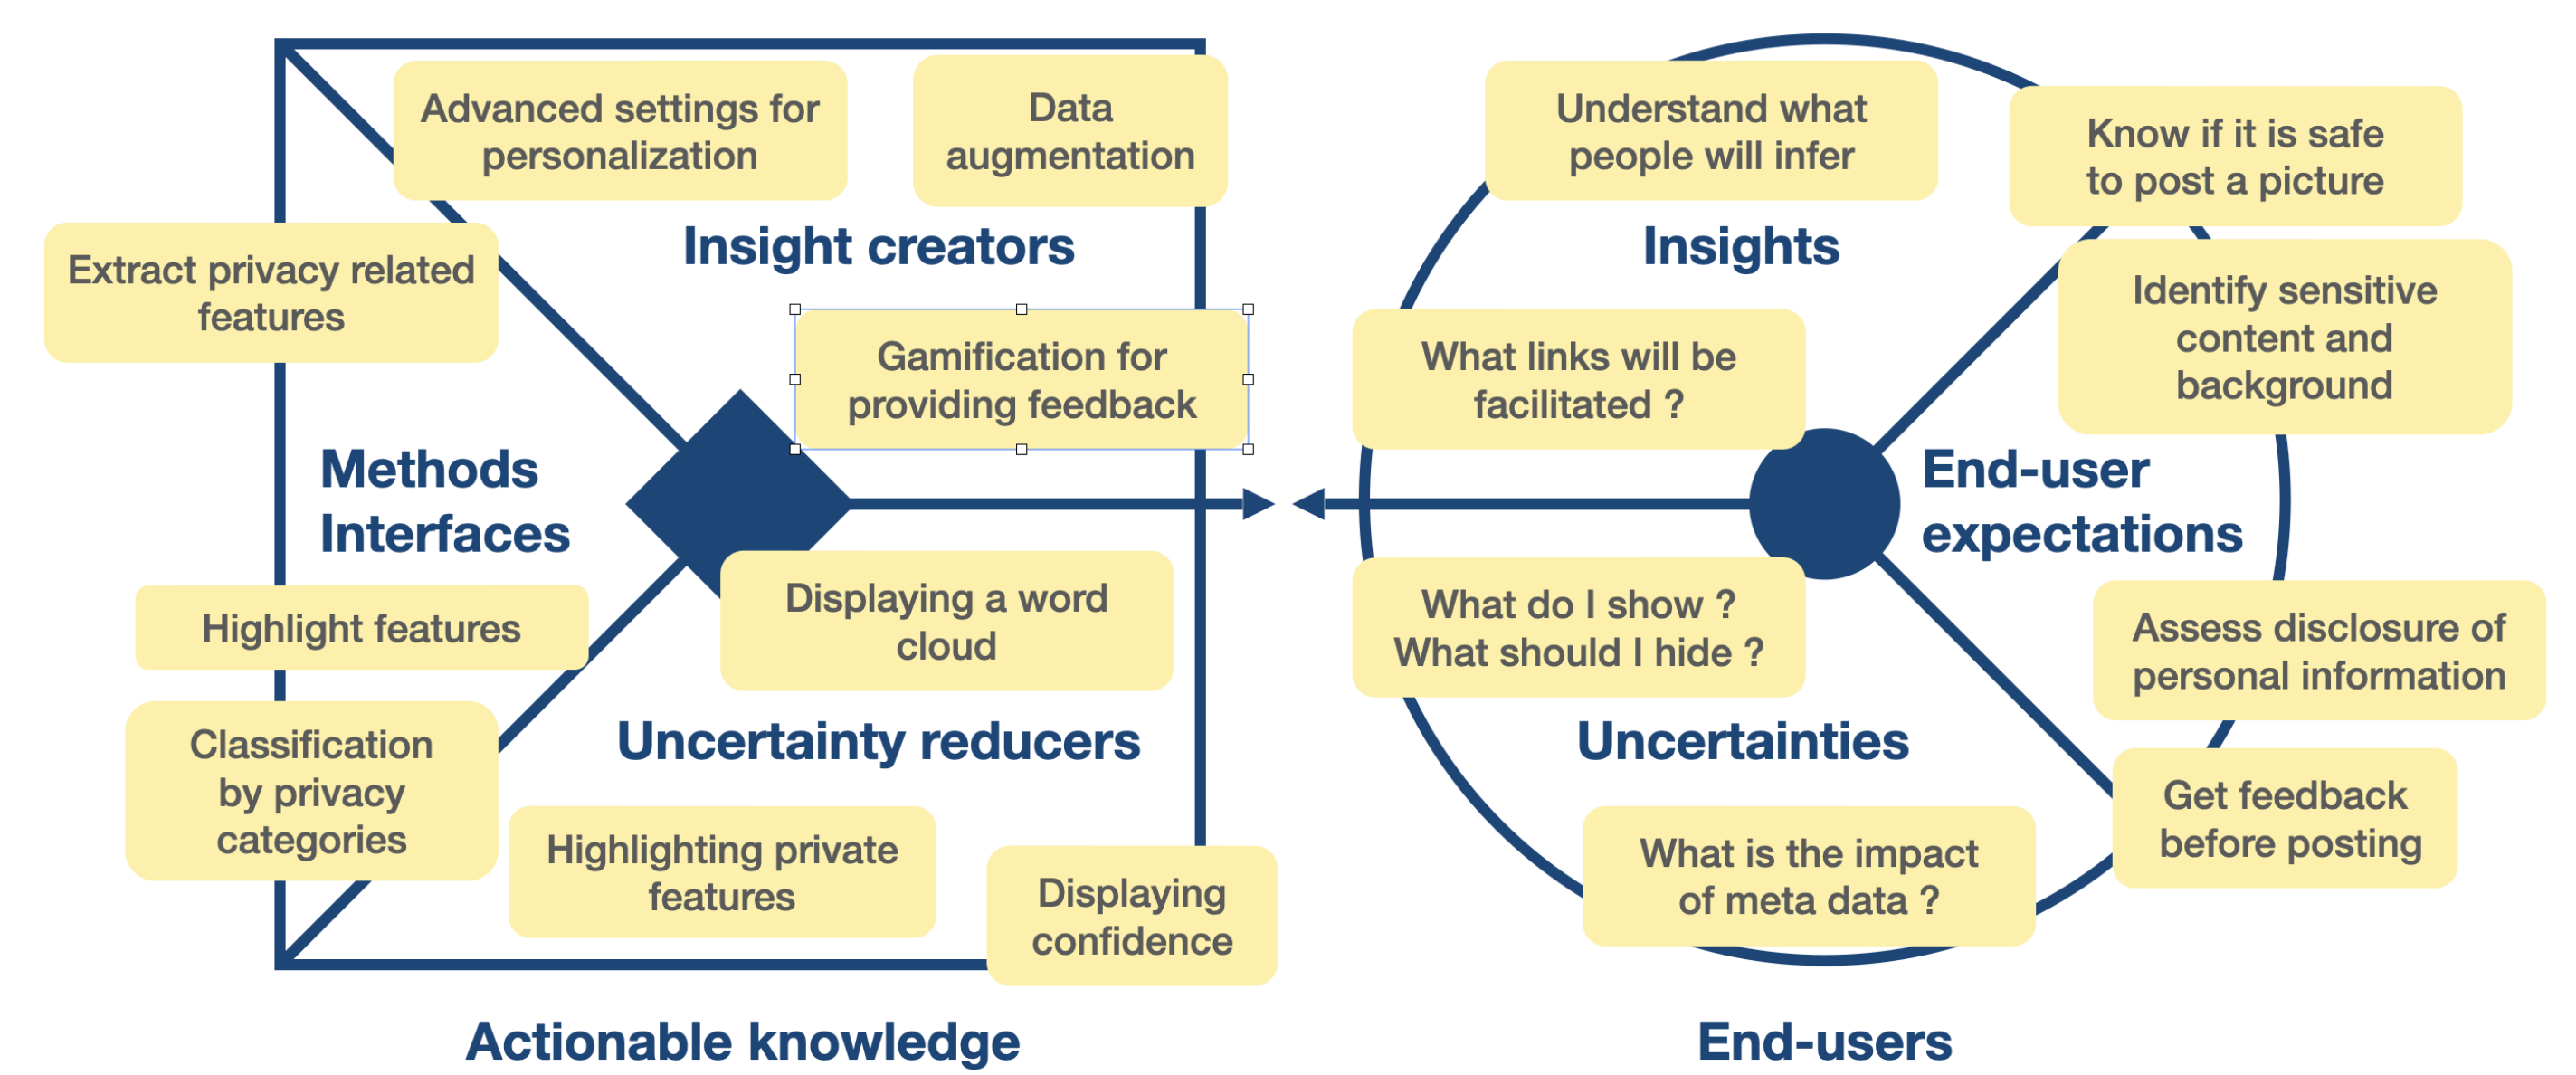 Advanced settings for
personalization
Data
augmentation
Extract privacy related
features
Insight creators
Gamification for
providing feedback
Methods
Interfaces
Highlight features
Displaying a word
cloud
Classification
by privacy
categories
Uncertainty reducers
Highlighting private
features
Displaying
confidence
Actionable knowledge
Understand what
people will infer
Know if it is safe
to post a picture
Insights
Identify sensitive
content and
background
What links will be
facilitated ?
End-user
expectations
What do I show ?
What should I hide ?
Assess disclosure of
personal information
Uncertainties
Get feedback
before posting
What is the impact
of meta data ?
End-users